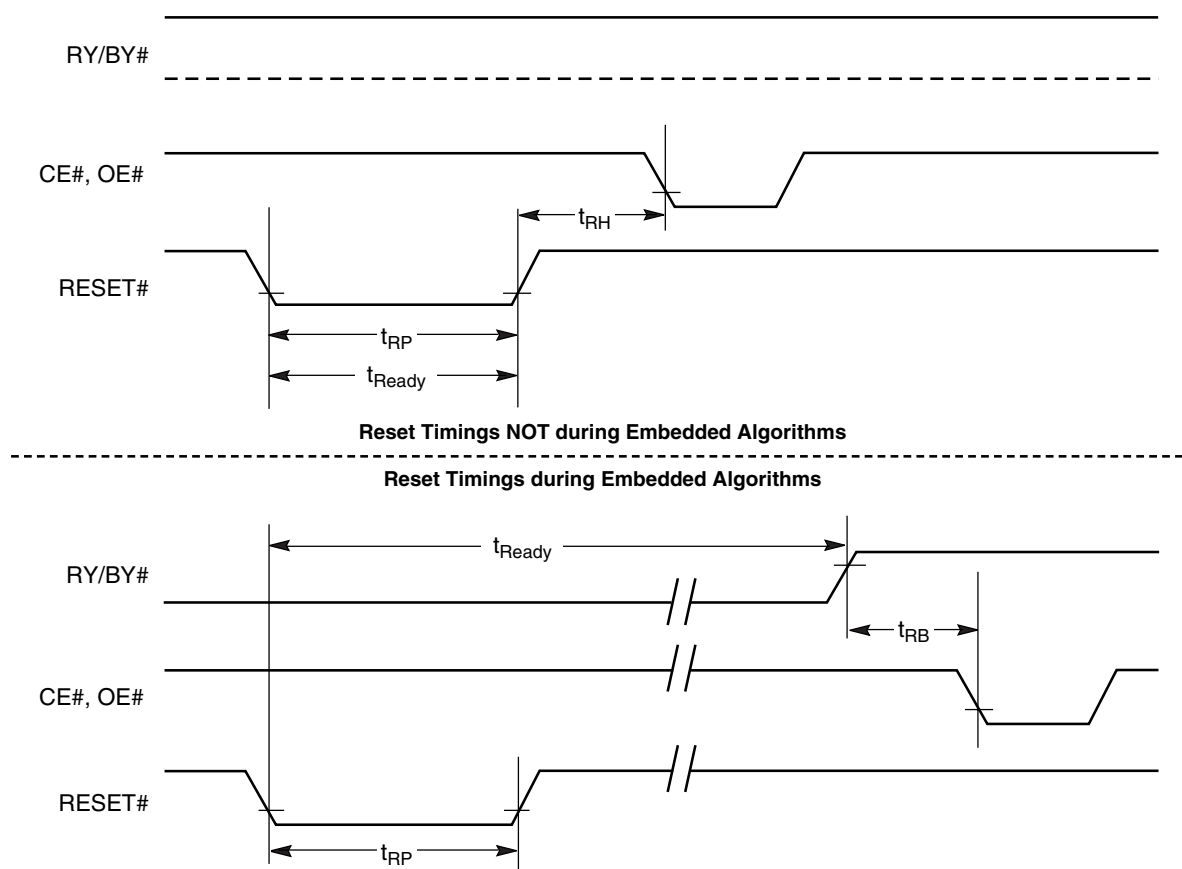 RY/BY#
CE#, OE#
tRH
RESET#
tRP
tReady
Reset Timings NOT during Embedded Algorithms
Reset Timings during Embedded Algorithms
tReady
RY/BY#
tRB
CE#, OE#
RESET#
tRP